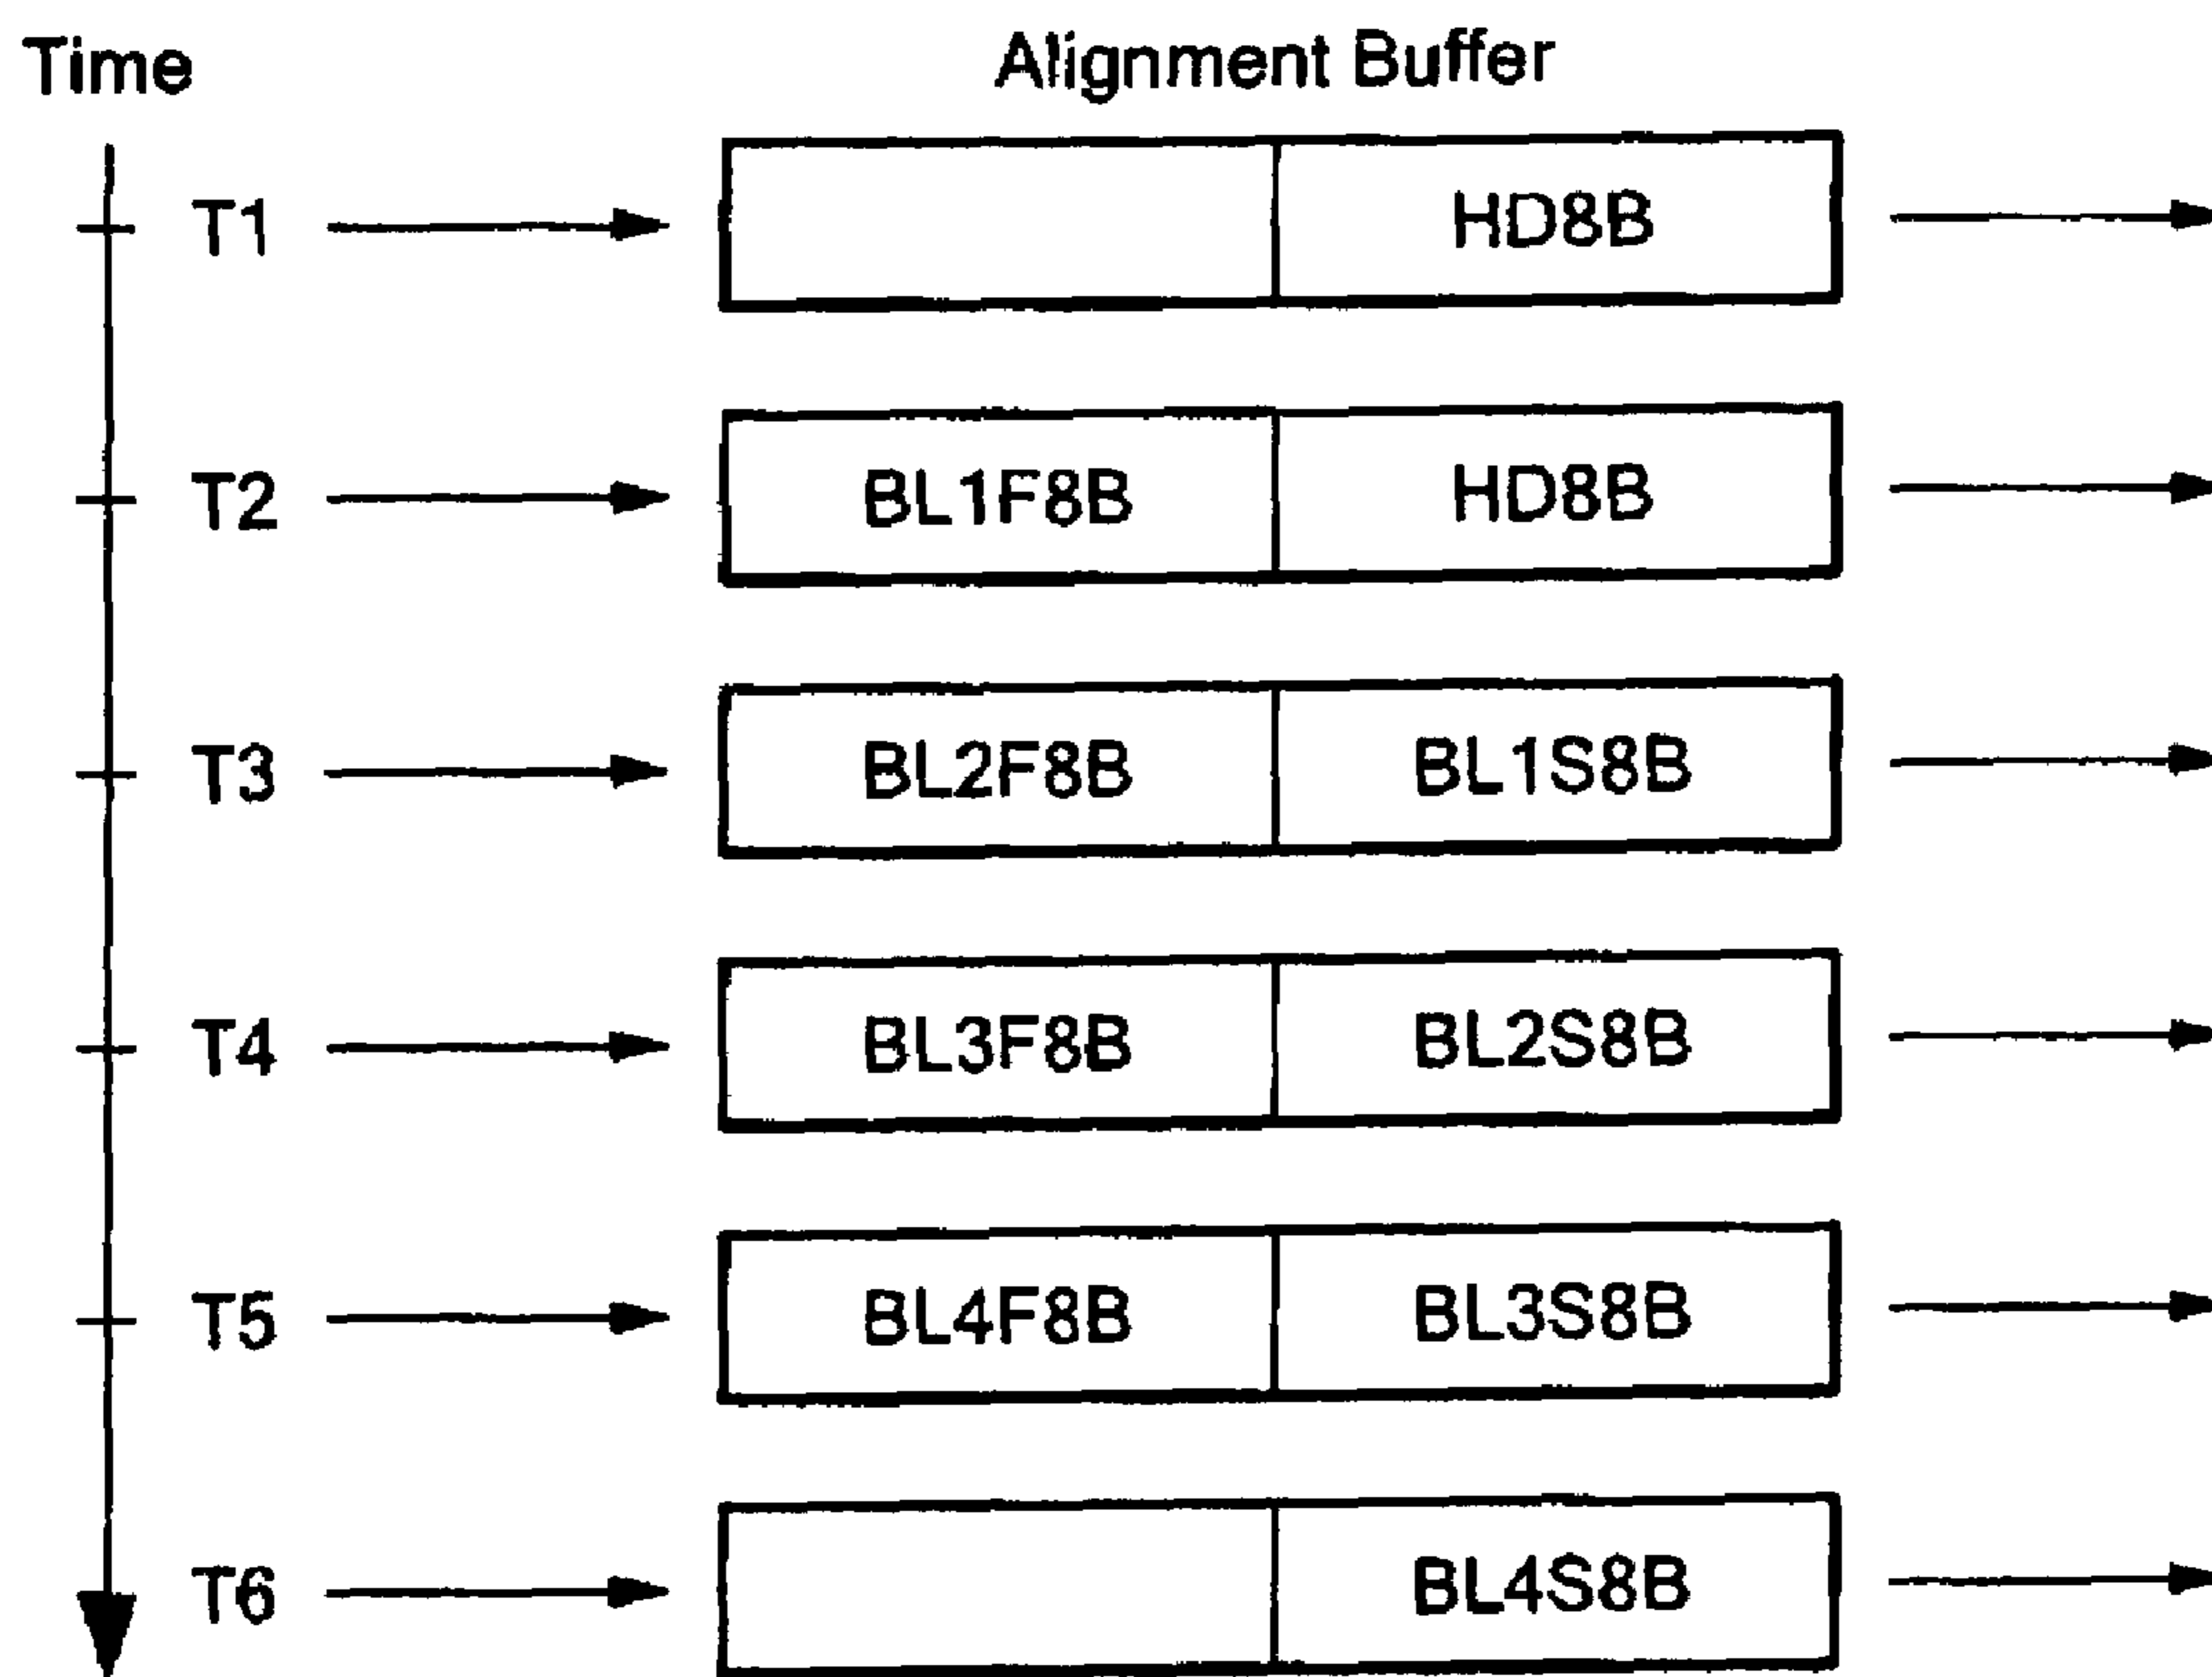 Time Alignment Buffer
T1 HD8B
T2 BL1F8B HD8B
T3 BL2F8B BL1S8B
T4 BL3F8B BL2S8B
T5 BL4F8B BL3S8B
T6 BL4S8B